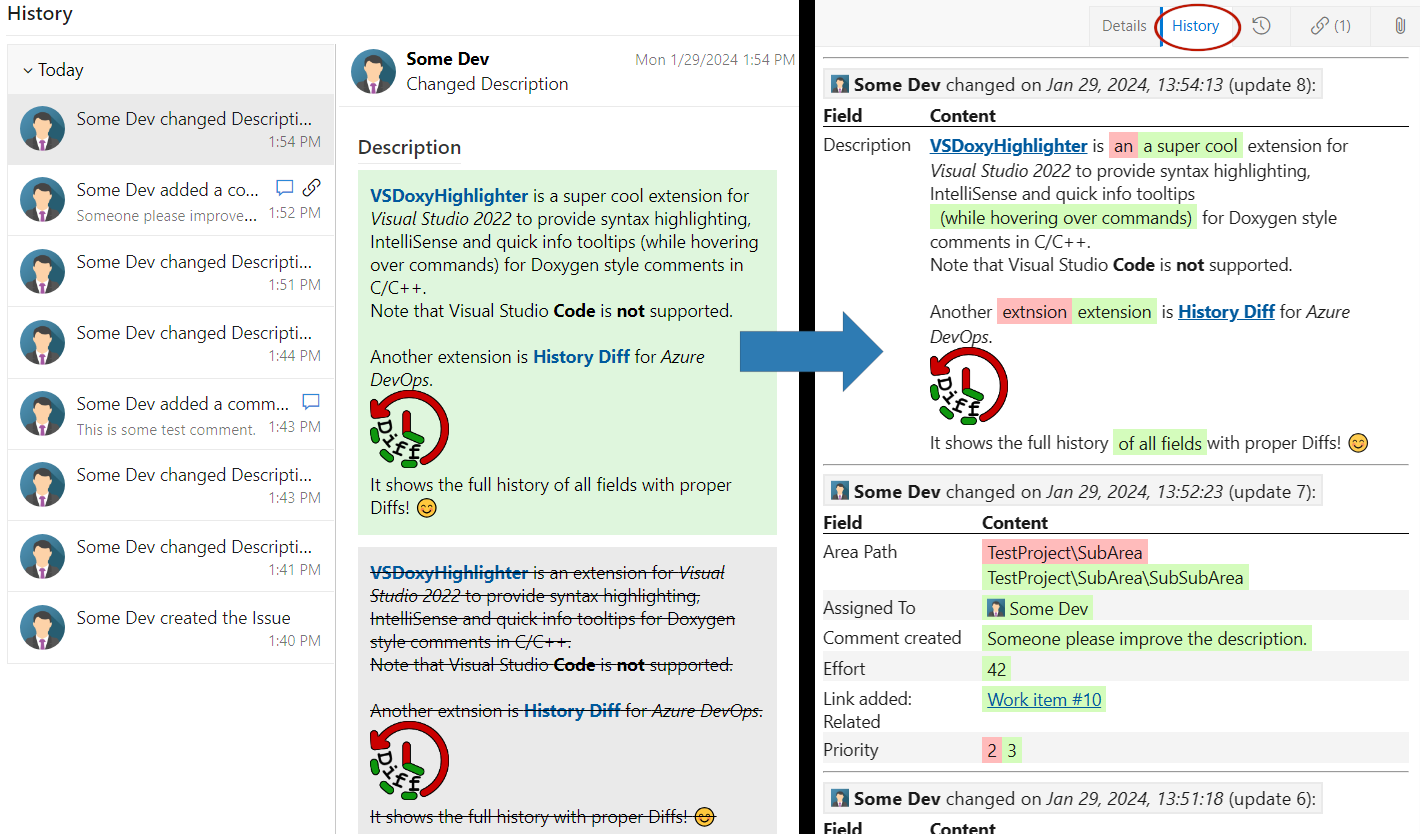 History
Today
Some Dev changed Descripti...
1:54 PM
Some Dev added a co...
Someone please improve...
1:52 PM
Some Dev changed Descripti...
1:51 PM
Some Dev changed Descripti...
1:44 PM
Some Dev added a comm...
This is some test comment.
1:43 PM
Some Dev changed Descripti...
1:43 PM
Some Dev changed Descripti...
1:41 PM
Some Dev created the Issue
1:40 PM
Some Dev
Mon 1/29/2024 1:54 PM
Changed Description
Description
VSDoxyHighlighter is a super cool extension for
Visual Studio 2022 to provide syntax highlighting,
IntelliSense and quick info tooltips (while hovering
over commands) for Doxygen style comments in
C/C++.
Note that Visual Studio Code is not supported.
Another extension is History Diff for Azure
DevOps.
Diff
It shows the full history of all fields with proper
Diffs! 😊
VSDoxyHighlighter is an extension for Visual
Studio 2022 to provide syntax highlighting,
IntelliSense and quick info tooltips for Doxygen
style comments in C/C++.
Note that Visual Studio Code is not supported.
Another extnsion is History Diff for Azure DevOps.
Diff
It shows the full history with proper Diffs! 😊
Details
History
(1)
Some Dev changed on Jan 29, 2024, 13:54:13 (update 8):
Field Content
Description VSDoxyHighlighter is an a super cool extension for
Visual Studio 2022 to provide syntax highlighting,
IntelliSense and quick info tooltips
(while hovering over commands) for Doxygen style
comments in C/C++.
Note that Visual Studio Code is not supported.
Another extnsion extension is History Diff for Azure
DevOps.
Diff
It shows the full history of all fields with proper Diffs! 😊
Some Dev changed on Jan 29, 2024, 13:52:23 (update 7):
Field Content
Area Path TestProject\SubArea
TestProject\SubArea\SubSubArea
Assigned To Some Dev
Comment created Someone please improve the description.
Effort 42
Link added: Work item #10
Related
Priority 2 3
Some Dev changed on Jan 29, 2024, 13:51:18 (update 6):
Field Content